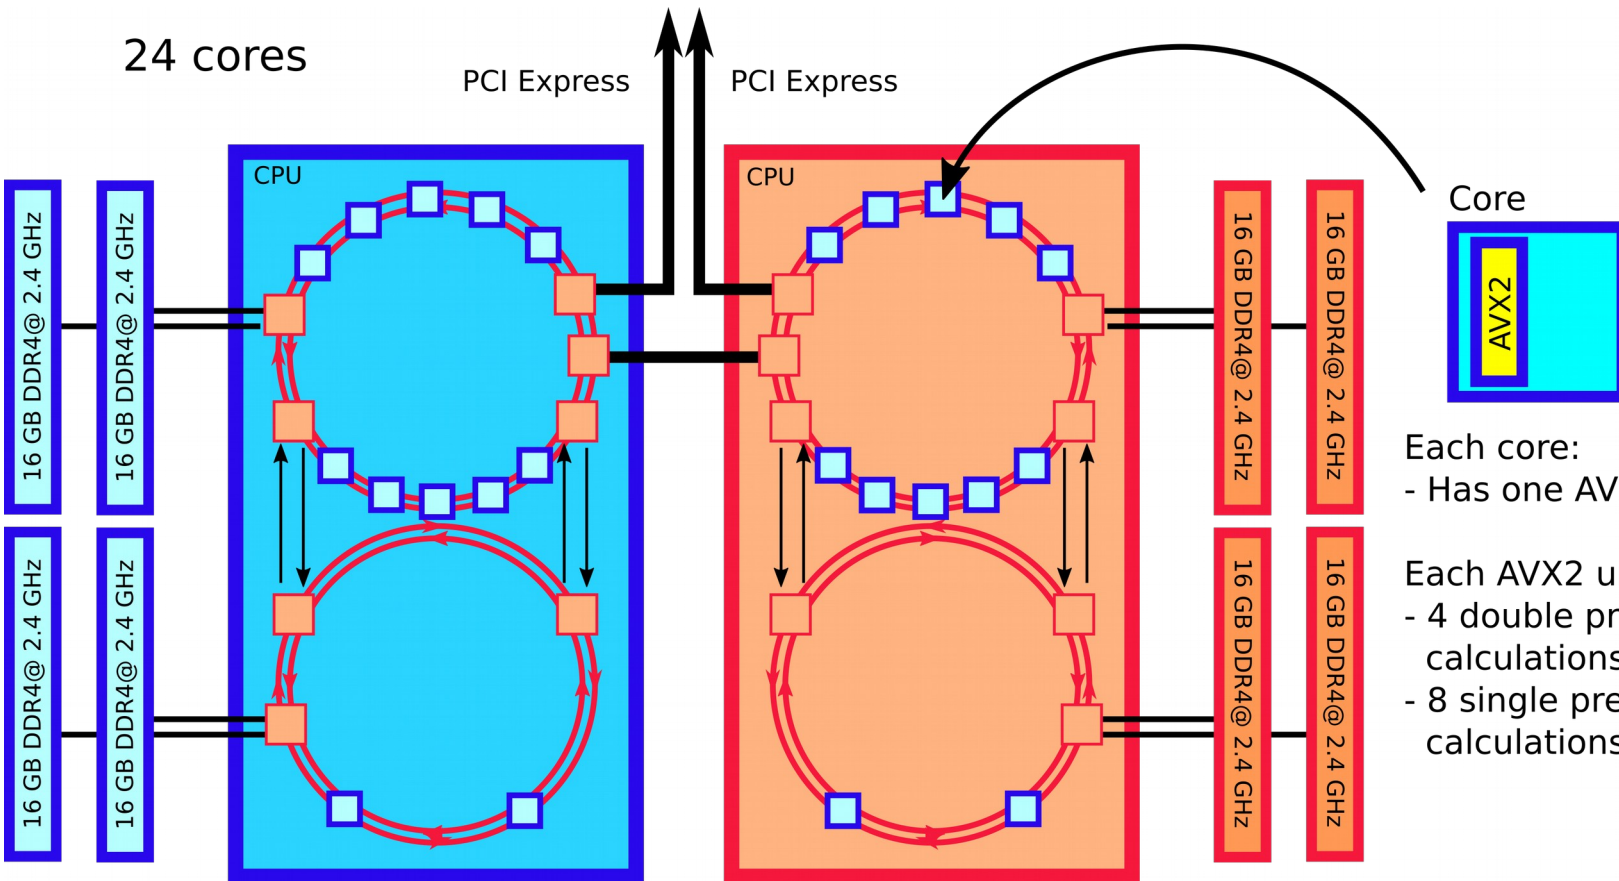 24 cores
PCI Express
PCI Express
CPU
CPU
16 GB DDR4@ 2.4 GHz
16 GB DDR4@ 2.4 GHz
16 GB DDR4@ 2.4 GHz
16 GB DDR4@ 2.4 GHz
16 GB DDR4@ 2.4 GHz
16 GB DDR4@ 2.4 GHz
16 GB DDR4@ 2.4 GHz
16 GB DDR4@ 2.4 GHz
Core
AVX2
Each core:
- Has one AV
Each AVX2 u
- 4 double pr
calculations
- 8 single pre
calculations